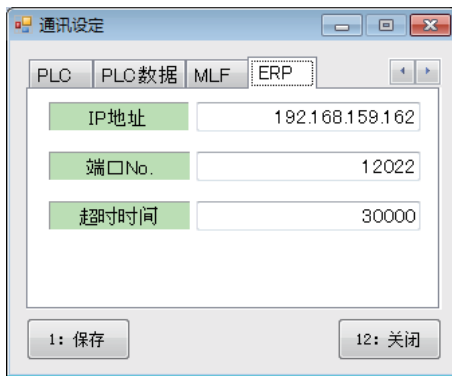 通讯设定
PLC PLC数据 MLF ERP
IP地址 192.168.159.162
端口No. 12022
超时时间 30000
1: 保存 12: 关闭